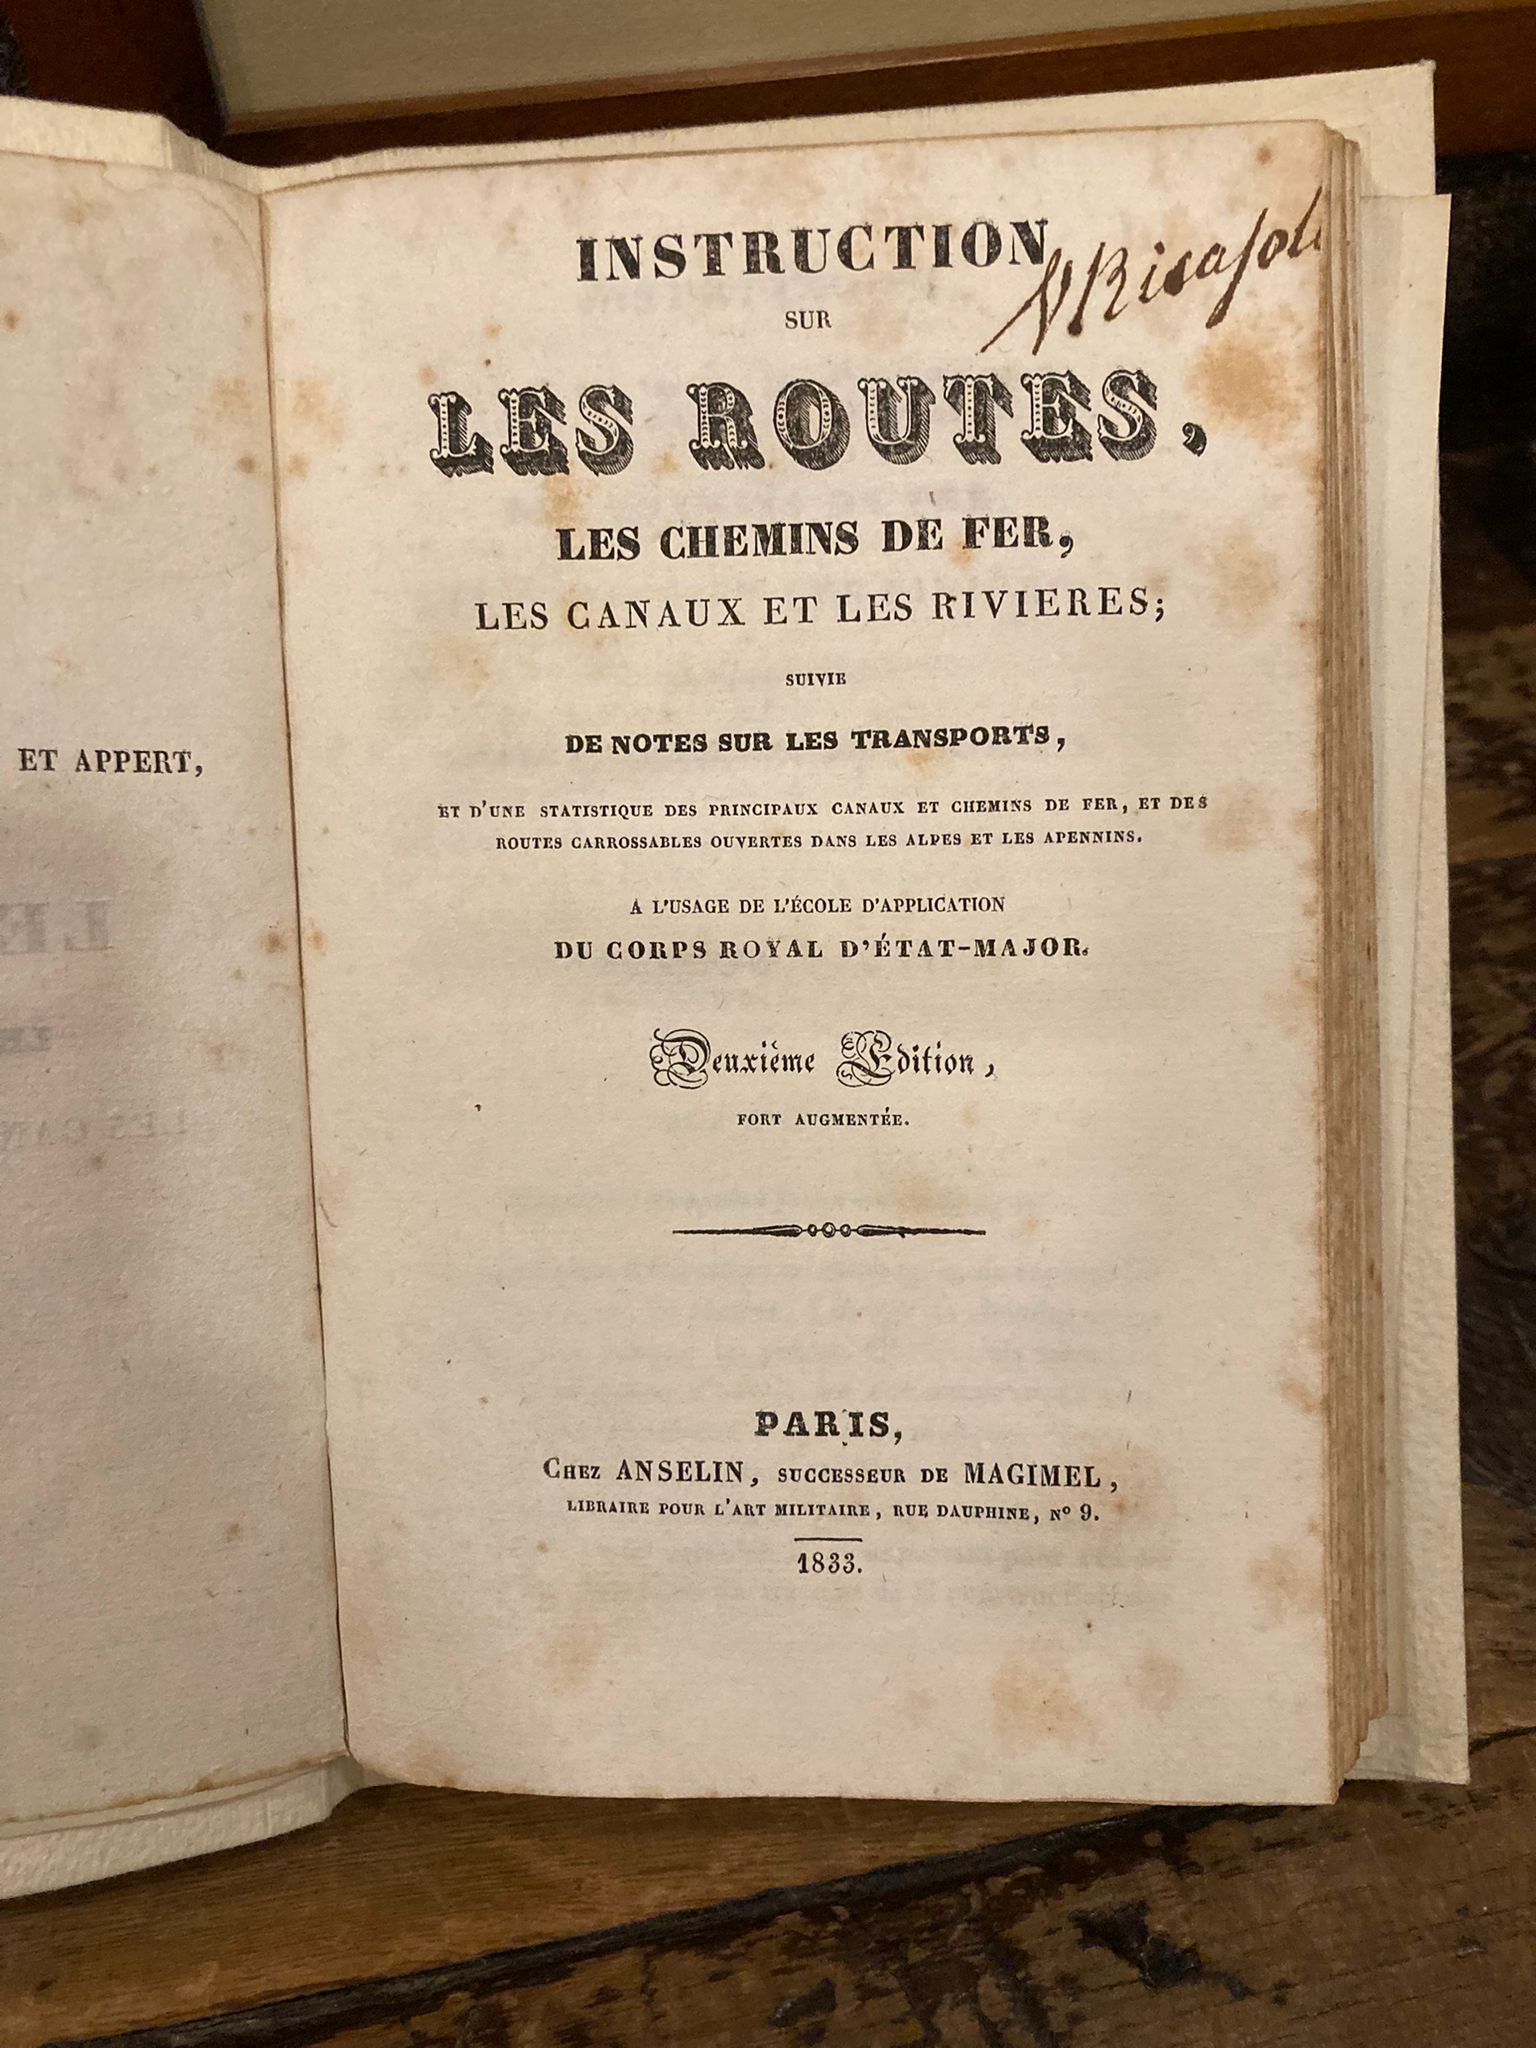 ET APPERT,
INSTRUCTION
Ricasoli
SUR
LES ROUTES,
LES CHEMINS DE FER,
LES CANAUX ET LES RIVIERES;
SUIVIE
DE NOTES SUR LES TRANSPORTS,
ET D'UNE STATISTIQUE DES PRINCIPAUX CANAUX ET CHEMINS DE FER, ET DES
ROUTES CARROSSABLES OUVERTES DANS LES ALPES ET LES APENNINS.
A L'USAGE DE L'ÉCOLE D'APPLICATION
DU CORPS ROYAL D'ÉTAT-MAJOR.
Deuxième Edition,
FORT AUGMENTÉE.
PARIS,
CHEZ ANSELIN, SUCCESSEUR DE MAGIMEL,
LIBRAIRE POUR L'ART MILITAIRE, RUE DAUPHINE, Nº 9.
1833.